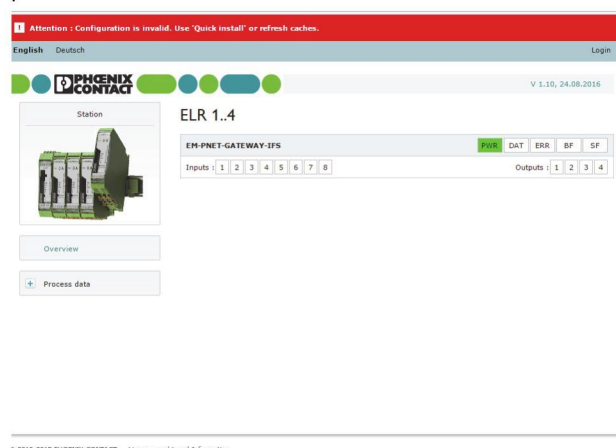 Attention : Configuration is invalid. Use 'Quick install' or refresh caches.
English Deutsch Login
PHŒNIX CONTACT
V 1.10, 24.08.2016
Station
ELR 1..4
EM-PNET-GATEWAY-IFS PWR DAT ERR BF SF
Inputs : 1 2 3 4 5 6 7 8 Outputs : 1 2 3 4
Overview
+ Process data